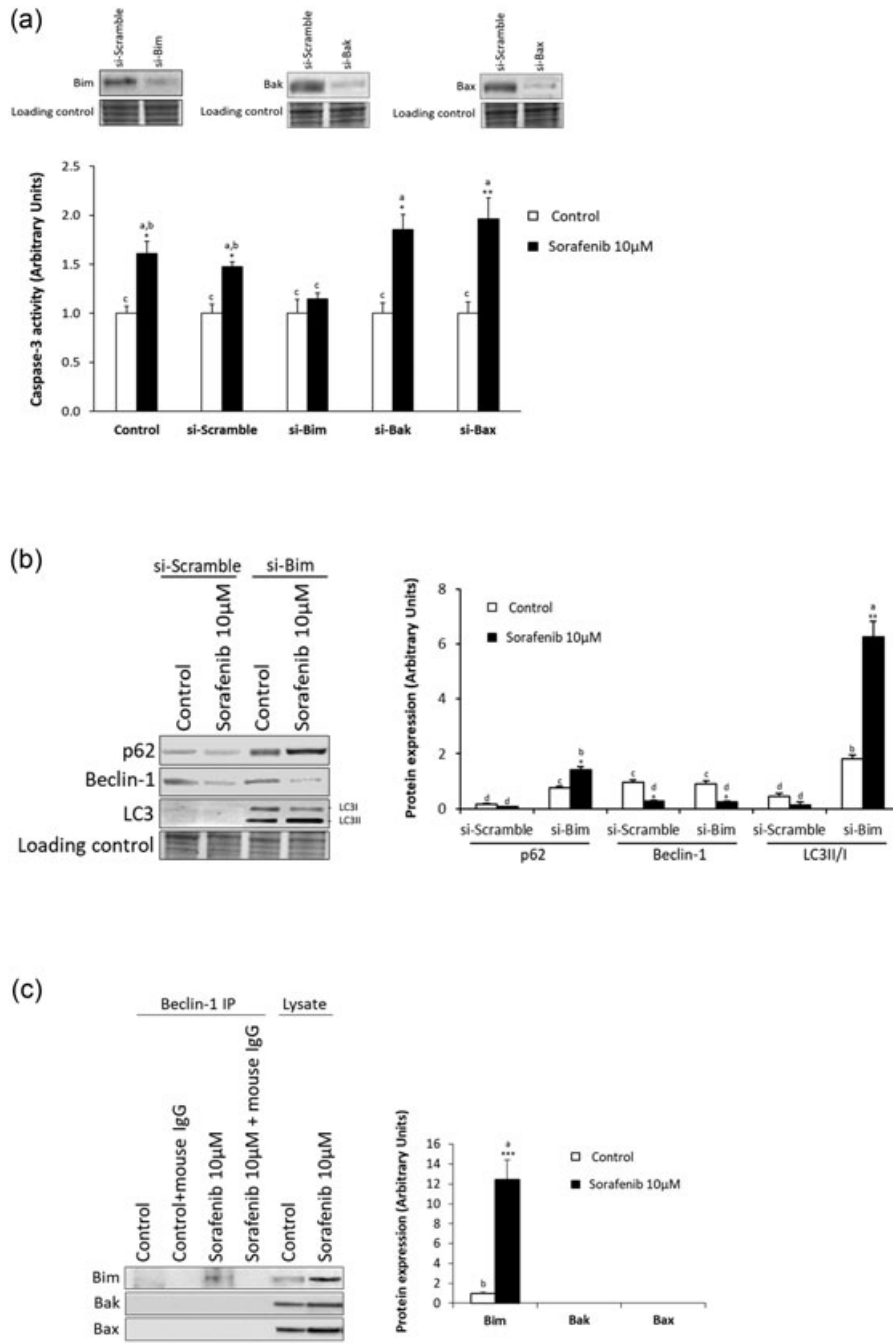 (a)
si-Scramble
si-Bim
Bim
Loading control
si-Scramble
si-Bak
Bak
Loading control
si-Scramble
si-Bax
Bax
Loading control
Caspase-3 activity (Arbitrary Units)
2.5
2.0
1.5
1.0
0.5
0.0
c
a,b
*
c
a,b
*
c
c
c
a
*
c
a
**
Control
Sorafenib 10μM
Control
si-Scramble
si-Bim
si-Bak
si-Bax
(b)
si-Scramble
si-Bim
Control
Sorafenib 10μM
Control
Sorafenib 10μM
p62
Beclin-1
LC3
LC3I
LC3II
Loading control
Protein expression (Arbitrary Units)
8
6
4
2
0
Control
Sorafenib 10μM
d
d
c
b
*
c
d
*
c
d
*
d
d
b
a
**
si-Scramble
si-Bim
si-Scramble
si-Bim
si-Scramble
si-Bim
p62
Beclin-1
LC3II/I
(c)
Beclin-1 IP
Lysate
Control
Control+mouse IgG
Sorafenib 10μM
Sorafenib 10μM + mouse IgG
Control
Sorafenib 10μM
Bim
Bak
Bax
Protein expression (Arbitrary Units)
16
14
12
10
8
6
4
2
0
b
a
***
Control
Sorafenib 10μM
Bim
Bak
Bax